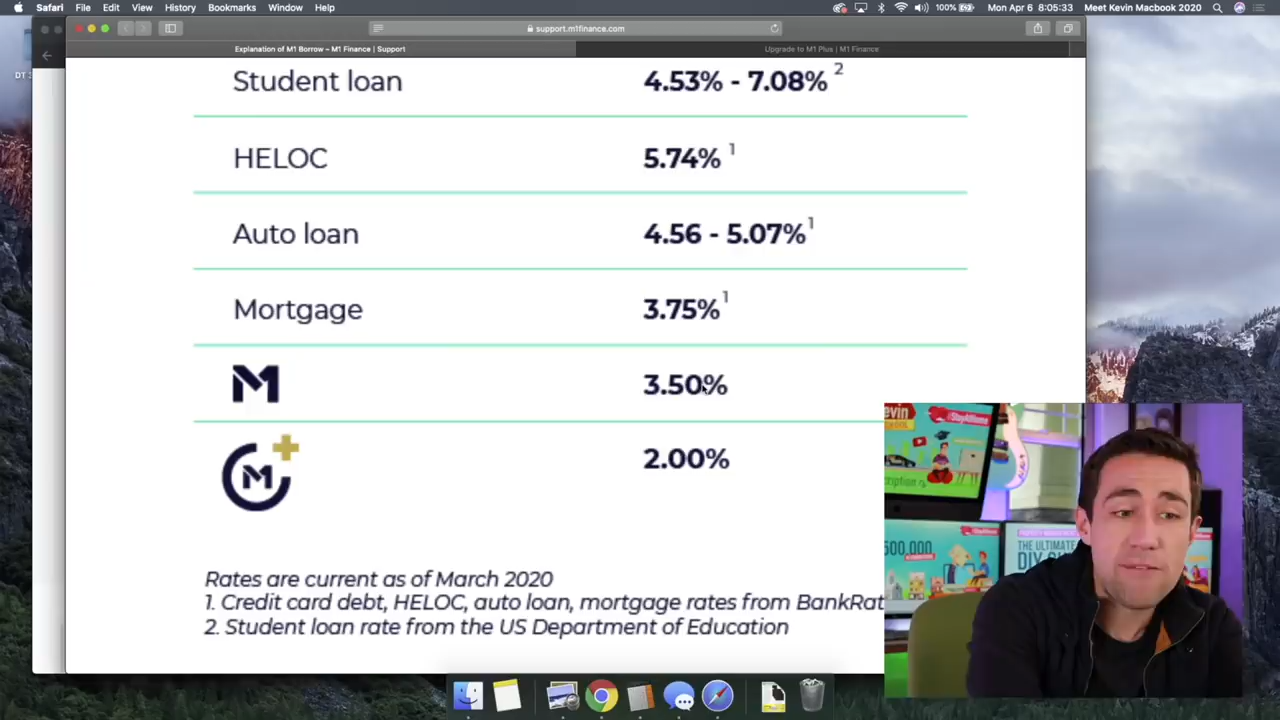 Safari File Edit View History Bookmarks Window Help
100% Mon Apr 6 8:05:33 Meet Kevin Macbook 2020
support.m1finance.com
Explanation of M1 Borrow – M1 Finance | Support
Upgrade to M1 Plus | M1 Finance
Student loan 4.53% - 7.08% 2
HELOC 5.74% 1
Auto loan 4.56 - 5.07% 1
Mortgage 3.75% 1
M 3.50%
M+ 2.00%
Rates are current as of March 2020
1. Credit card debt, HELOC, auto loan, mortgage rates from BankRat
2. Student loan rate from the US Department of Education
500,000
THE ULTIMATE